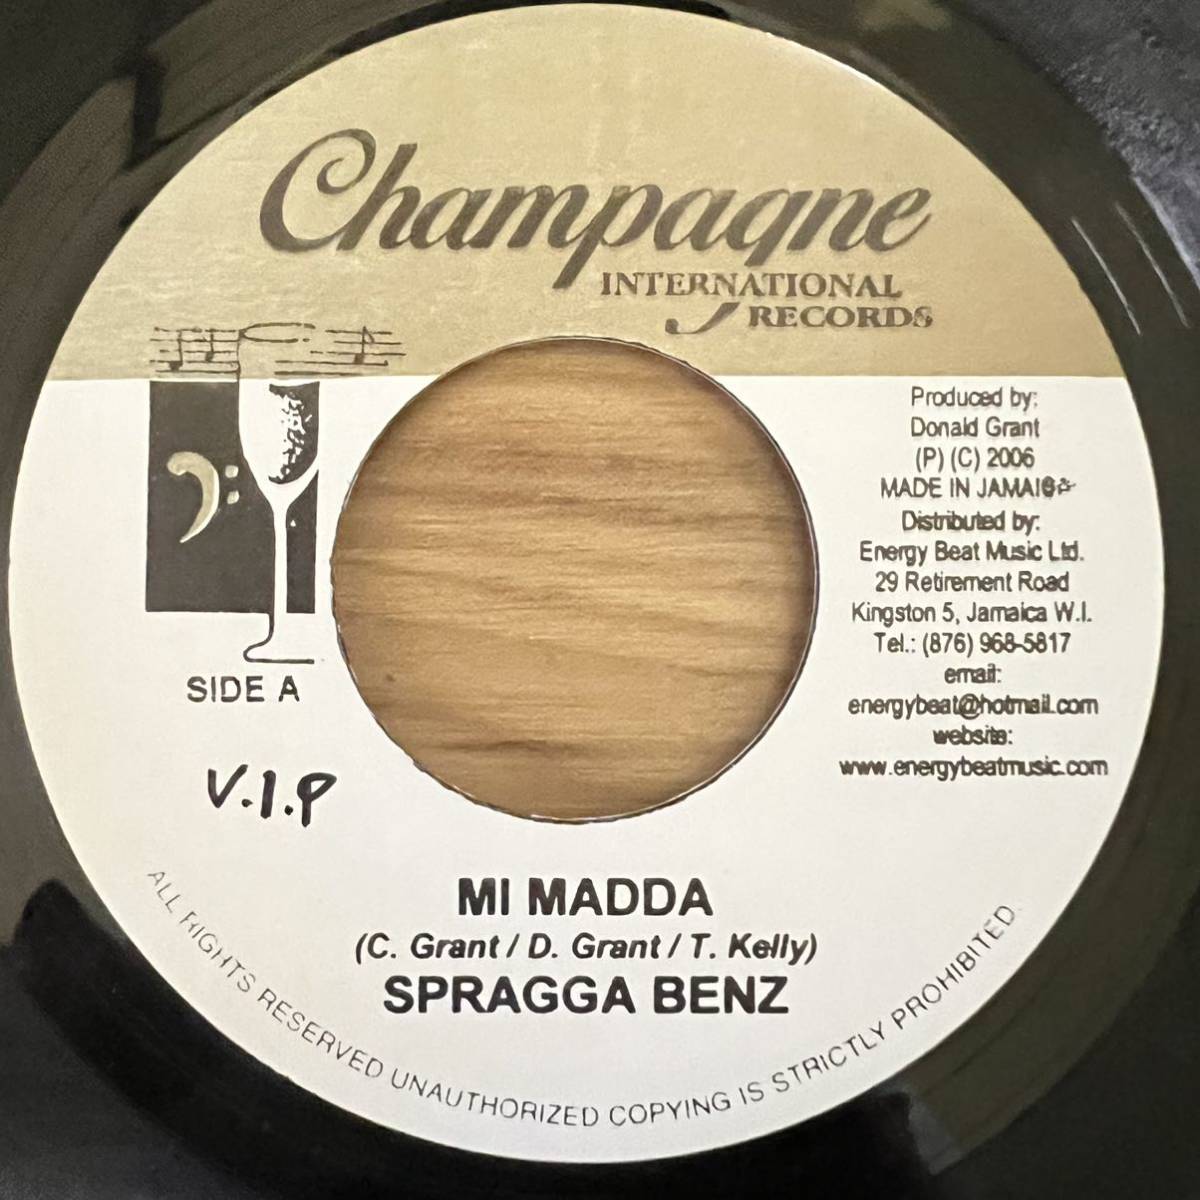 Champagne
INTERNATIONAL
RECORDS
Produced by:
Donald Grant
(P) (C) 2006
MADE IN JAMAICA
Distributed by:
Energy Beat Music Ltd.
29 Retirement Road
Kingston 5, Jamaica W.I.
Tel.: (876) 968-5817
email:
energybeat@hotmail.com
website:
www.energybeatmusic.com
SIDE A
V.I.P
MI MADDA
(C. Grant / D. Grant / T. Kelly)
SPRAGGA BENZ
ALL RIGHTS RESERVED UNAUTHORIZED COPYING IS STRICTLY PROHIBITED.